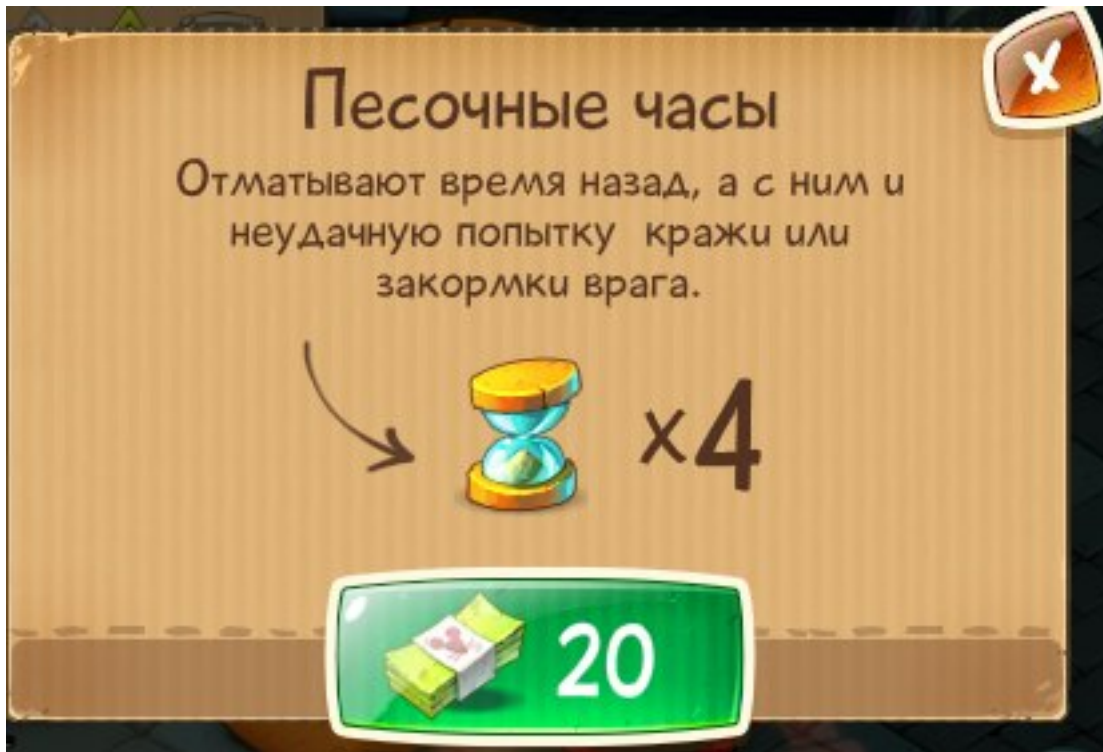 Песочные часы
Отматывают время назад, а с ним и
неудачную попытку кражи или
закормки врага.
x4
20